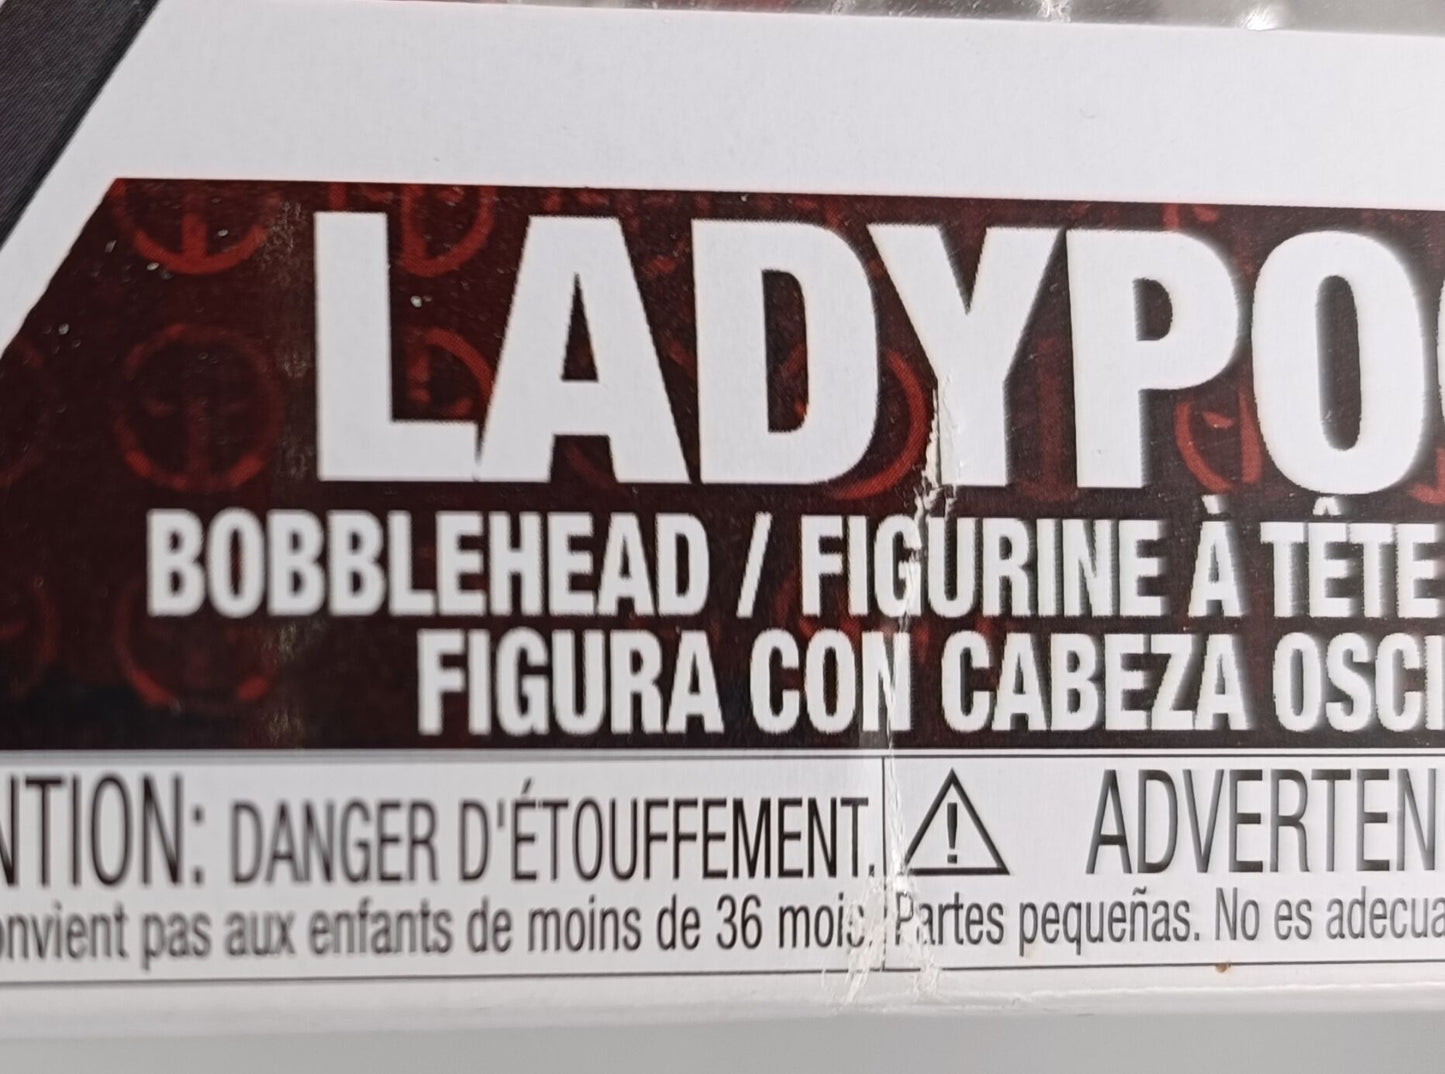 LADYPO
BOBBLEHEAD / FIGURINE À TÊTE
FIGURA CON CABEZA OSCI
NTION: DANGER D'ÉTOUFFEMENT. ⚠ ADVERTEN
onvient pas aux enfants de moins de 36 mois. Partes pequeñas. No es adecua